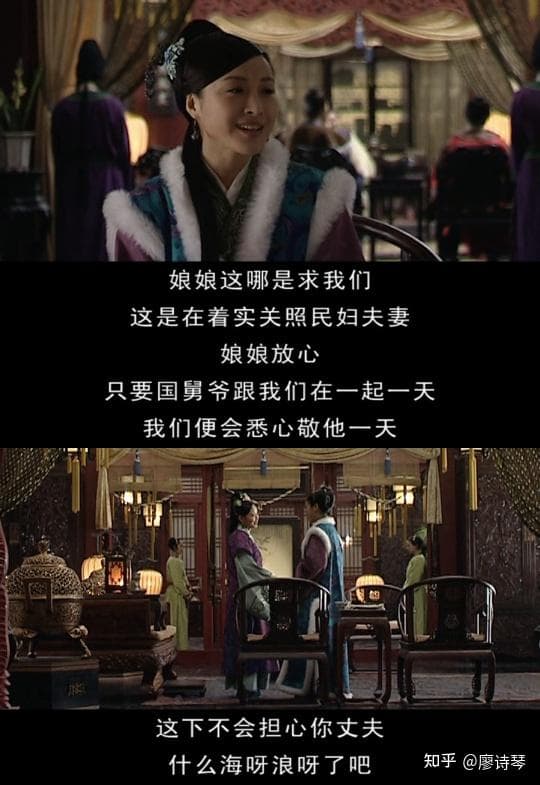 娘娘这哪是求我们
这是在着实关照民妇夫妻
娘娘放心
只要国舅爷跟我们在一起一天
我们便会悉心敬他一天
这下不会担心你丈夫
什么海呀浪呀了吧
知乎 @廖诗琴